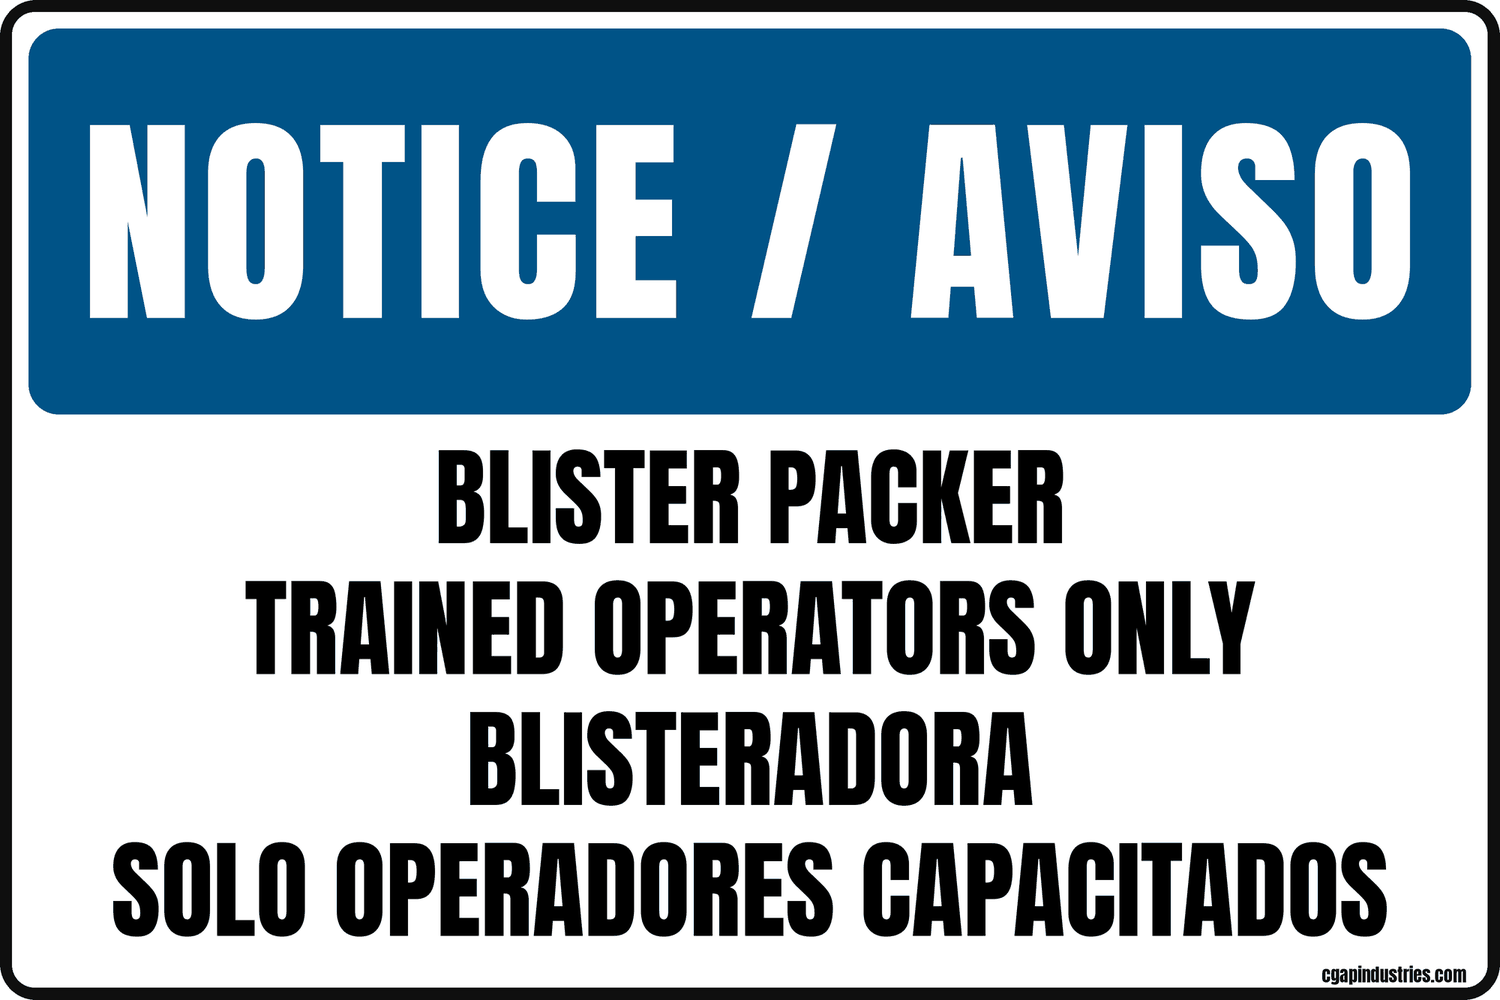 NOTICE / AVISO
BLISTER PACKER
TRAINED OPERATORS ONLY
BLISTERADORA
SOLO OPERADORES CAPACITADOS
cgapindustries.com